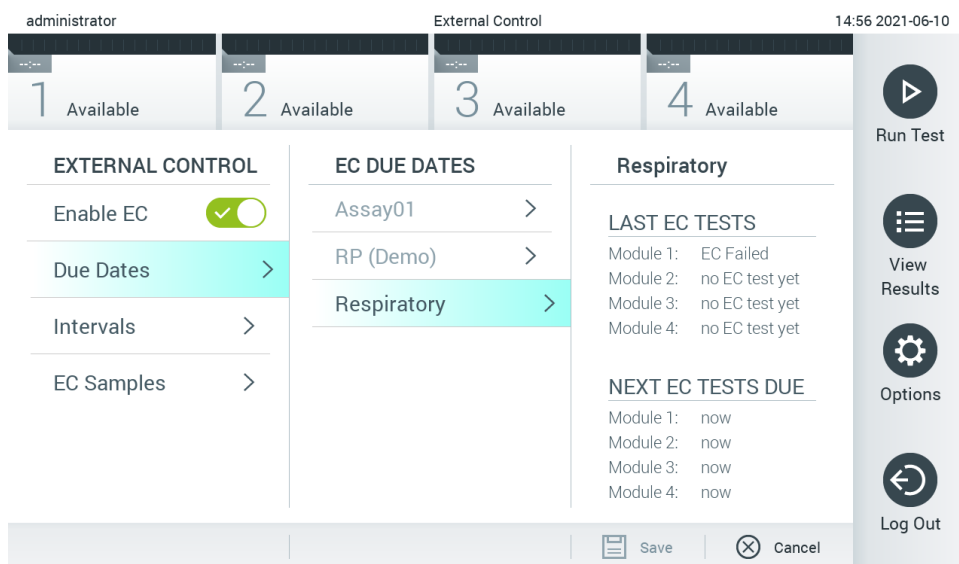 administrator
External Control
14:56 2021-06-10
--:--
1 Available
--:--
2 Available
--:--
3 Available
--:--
4 Available
Run Test
View
Results
Options
Log Out
EXTERNAL CONTROL
Enable EC
Due Dates
Intervals
EC Samples
EC DUE DATES
Assay01
RP (Demo)
Respiratory
Respiratory
LAST EC TESTS
Module 1: EC Failed
Module 2: no EC test yet
Module 3: no EC test yet
Module 4: no EC test yet
NEXT EC TESTS DUE
Module 1: now
Module 2: now
Module 3: now
Module 4: now
Save
Cancel